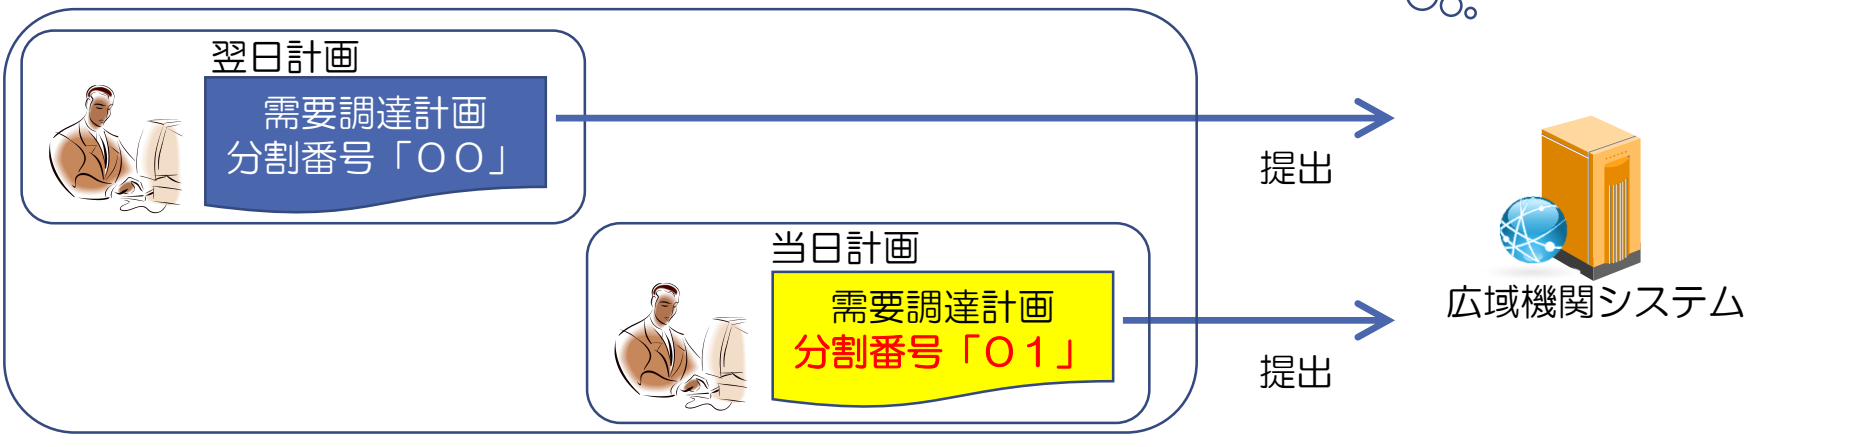 翌日計画
需要調達計画
分割番号「００」
提出
当日計画
需要調達計画
分割番号「０１」
提出
広域機関システム